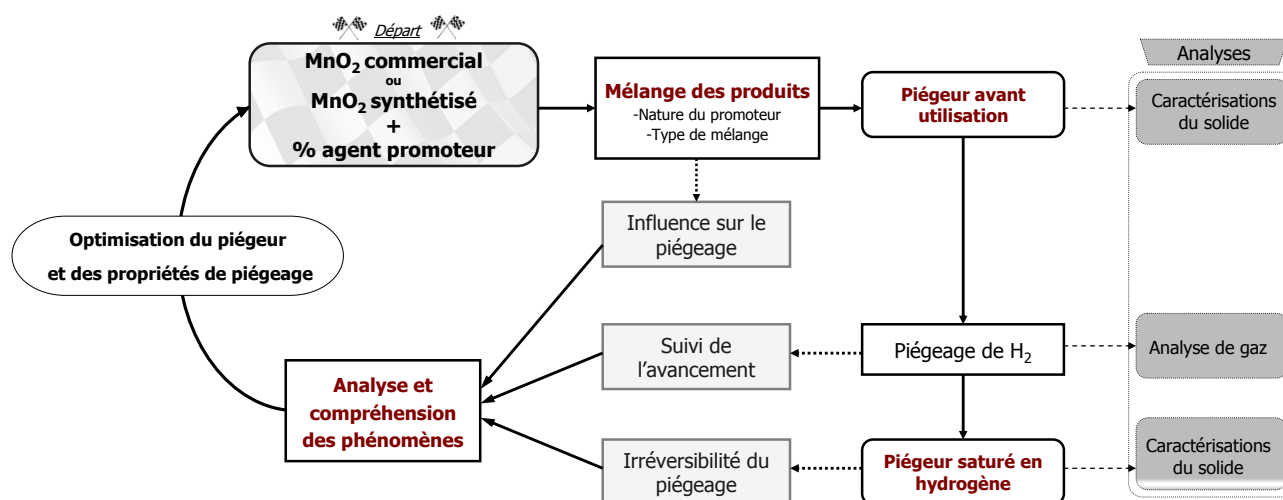 Départ
MnO₂ commercial
ou
MnO₂ synthétisé
+
% agent promoteur
Mélange des produits
-Nature du promoteur
-Type de mélange
Piégeur avant
utilisation
Analyses
Caractérisations
du solide
Influence sur le
piégeage
Optimisation du piégeur
et des propriétés de piégeage
Suivi de
l'avancement
Piégeage de H₂
Analyse de gaz
Analyse et
compréhension
des phénomènes
Irréversibilité du
piégeage
Piégeur saturé en
hydrogène
Caractérisations
du solide